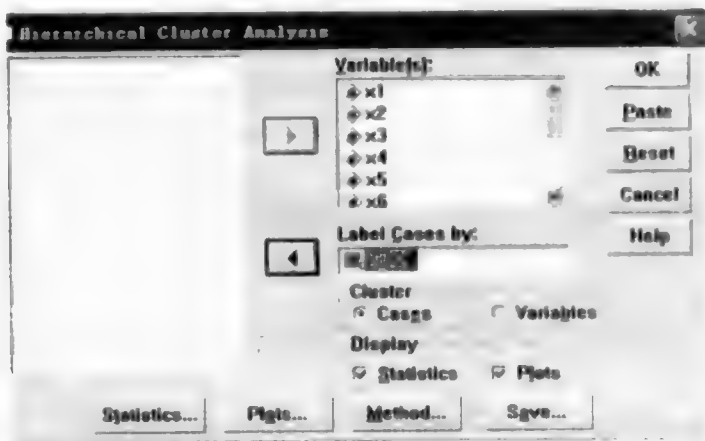 Hierarchical Cluster Analysis
Variable(s):
x1
x2
x3
x4
x5
x6
OK
Paste
Reset
Cancel
Help
Label Cases by:
Cluster
Cases
Variables
Display
Statistics
Plots
Statistics...
Plots...
Method...
Save...